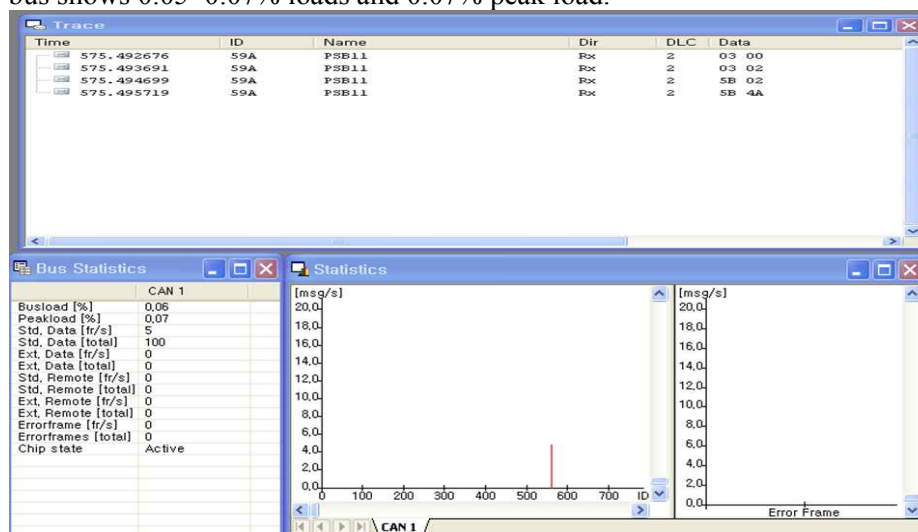 bus shows 0.05–0.07% loads and 0.07% peak load.
Trace
Time ID Name Dir DLC Data
575.492676 59A PSB11 Rx 2 03 00
575.493691 59A PSB11 Rx 2 03 02
575.494699 59A PSB11 Rx 2 5B 02
575.495719 59A PSB11 Rx 2 5B 4A
Bus Statistics
CAN 1
Busload [%] 0,06
Peakload [%] 0,07
Std. Data [fr/s] 5
Std. Data [total] 100
Ext. Data [fr/s] 0
Ext. Data [total] 0
Std. Remote [fr/s] 0
Std. Remote [total] 0
Ext. Remote [fr/s] 0
Ext. Remote [total] 0
Errorframe [fr/s] 0
Errorframes [total] 0
Chip state Active
Statistics
[msg/s]
20,0
18,0
16,0
14,0
12,0
10,0
8,0
6,0
4,0
2,0
0,0
0 100 200 300 400 500 600 700 ID
CAN 1
[msg/s]
20,0
18,0
16,0
14,0
12,0
10,0
8,0
6,0
4,0
2,0
0,0
Error Frame